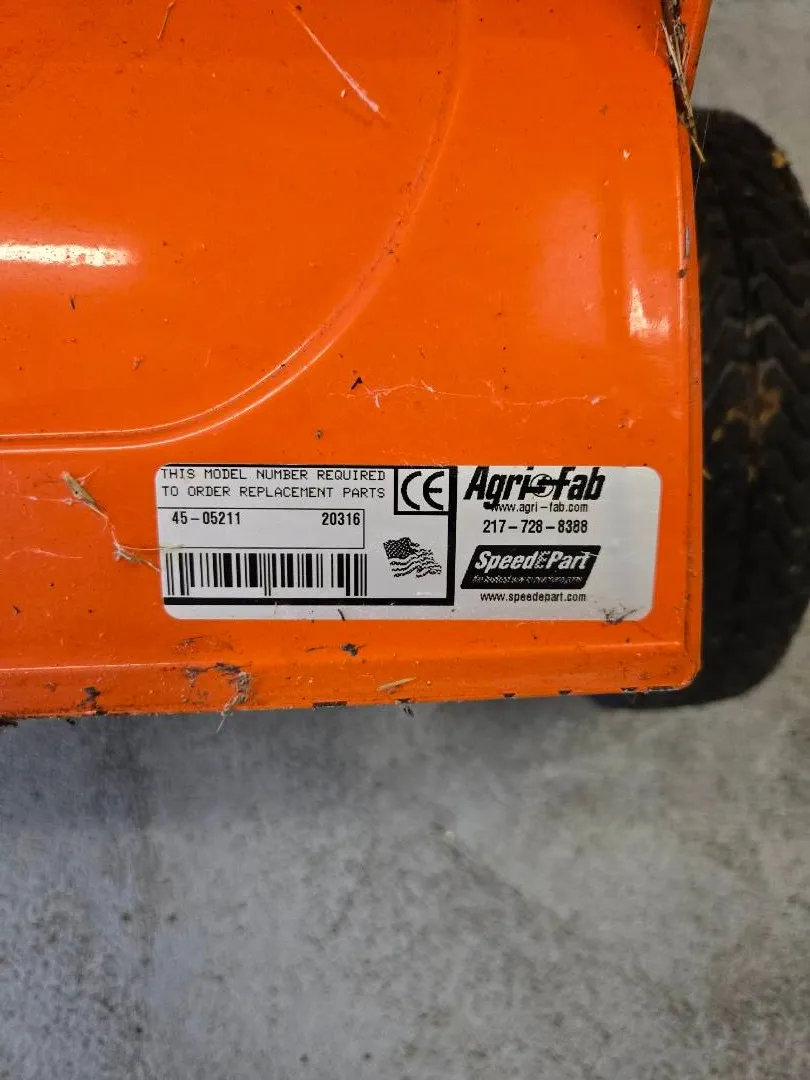 THIS MODEL NUMBER REQUIRED
TO ORDER REPLACEMENT PARTS
CE
45-05211 20316
Agri-Fab
www.agri-fab.com
217-728-8388
SpeedEPart
www.speedepart.com